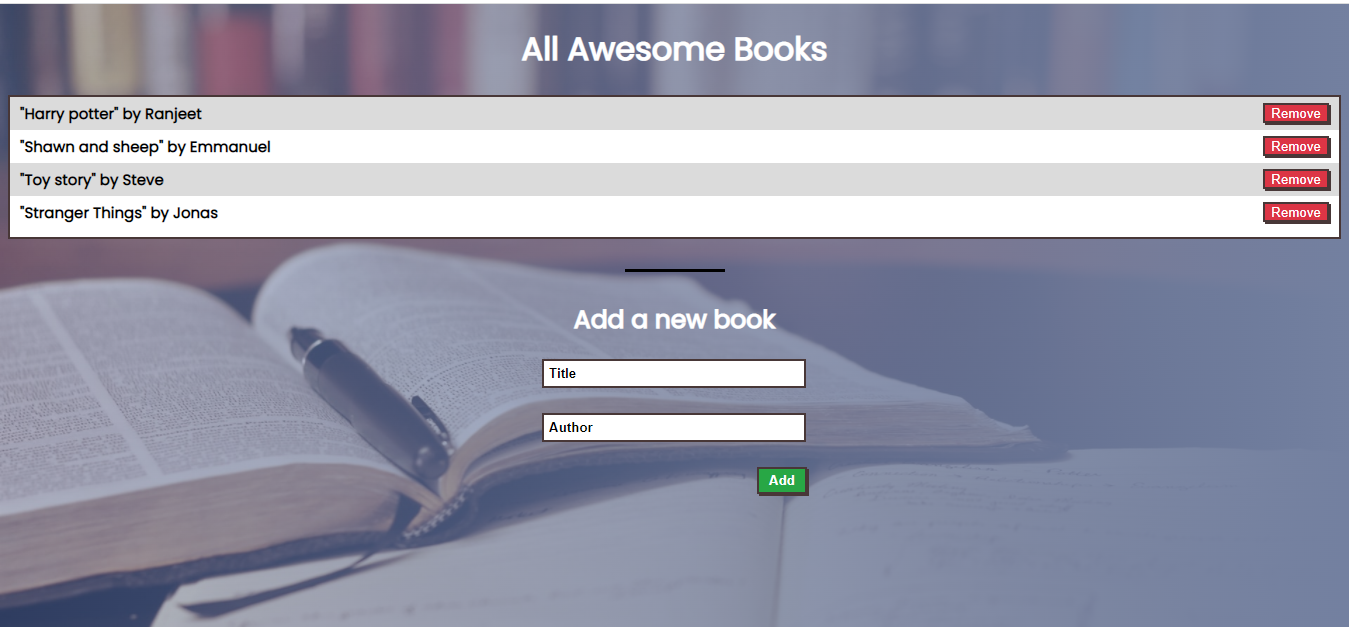 All Awesome Books
"Harry potter" by Ranjeet
Remove
"Shawn and sheep" by Emmanuel
Remove
"Toy story" by Steve
Remove
"Stranger Things" by Jonas
Remove
Add a new book
Title
Author
Add